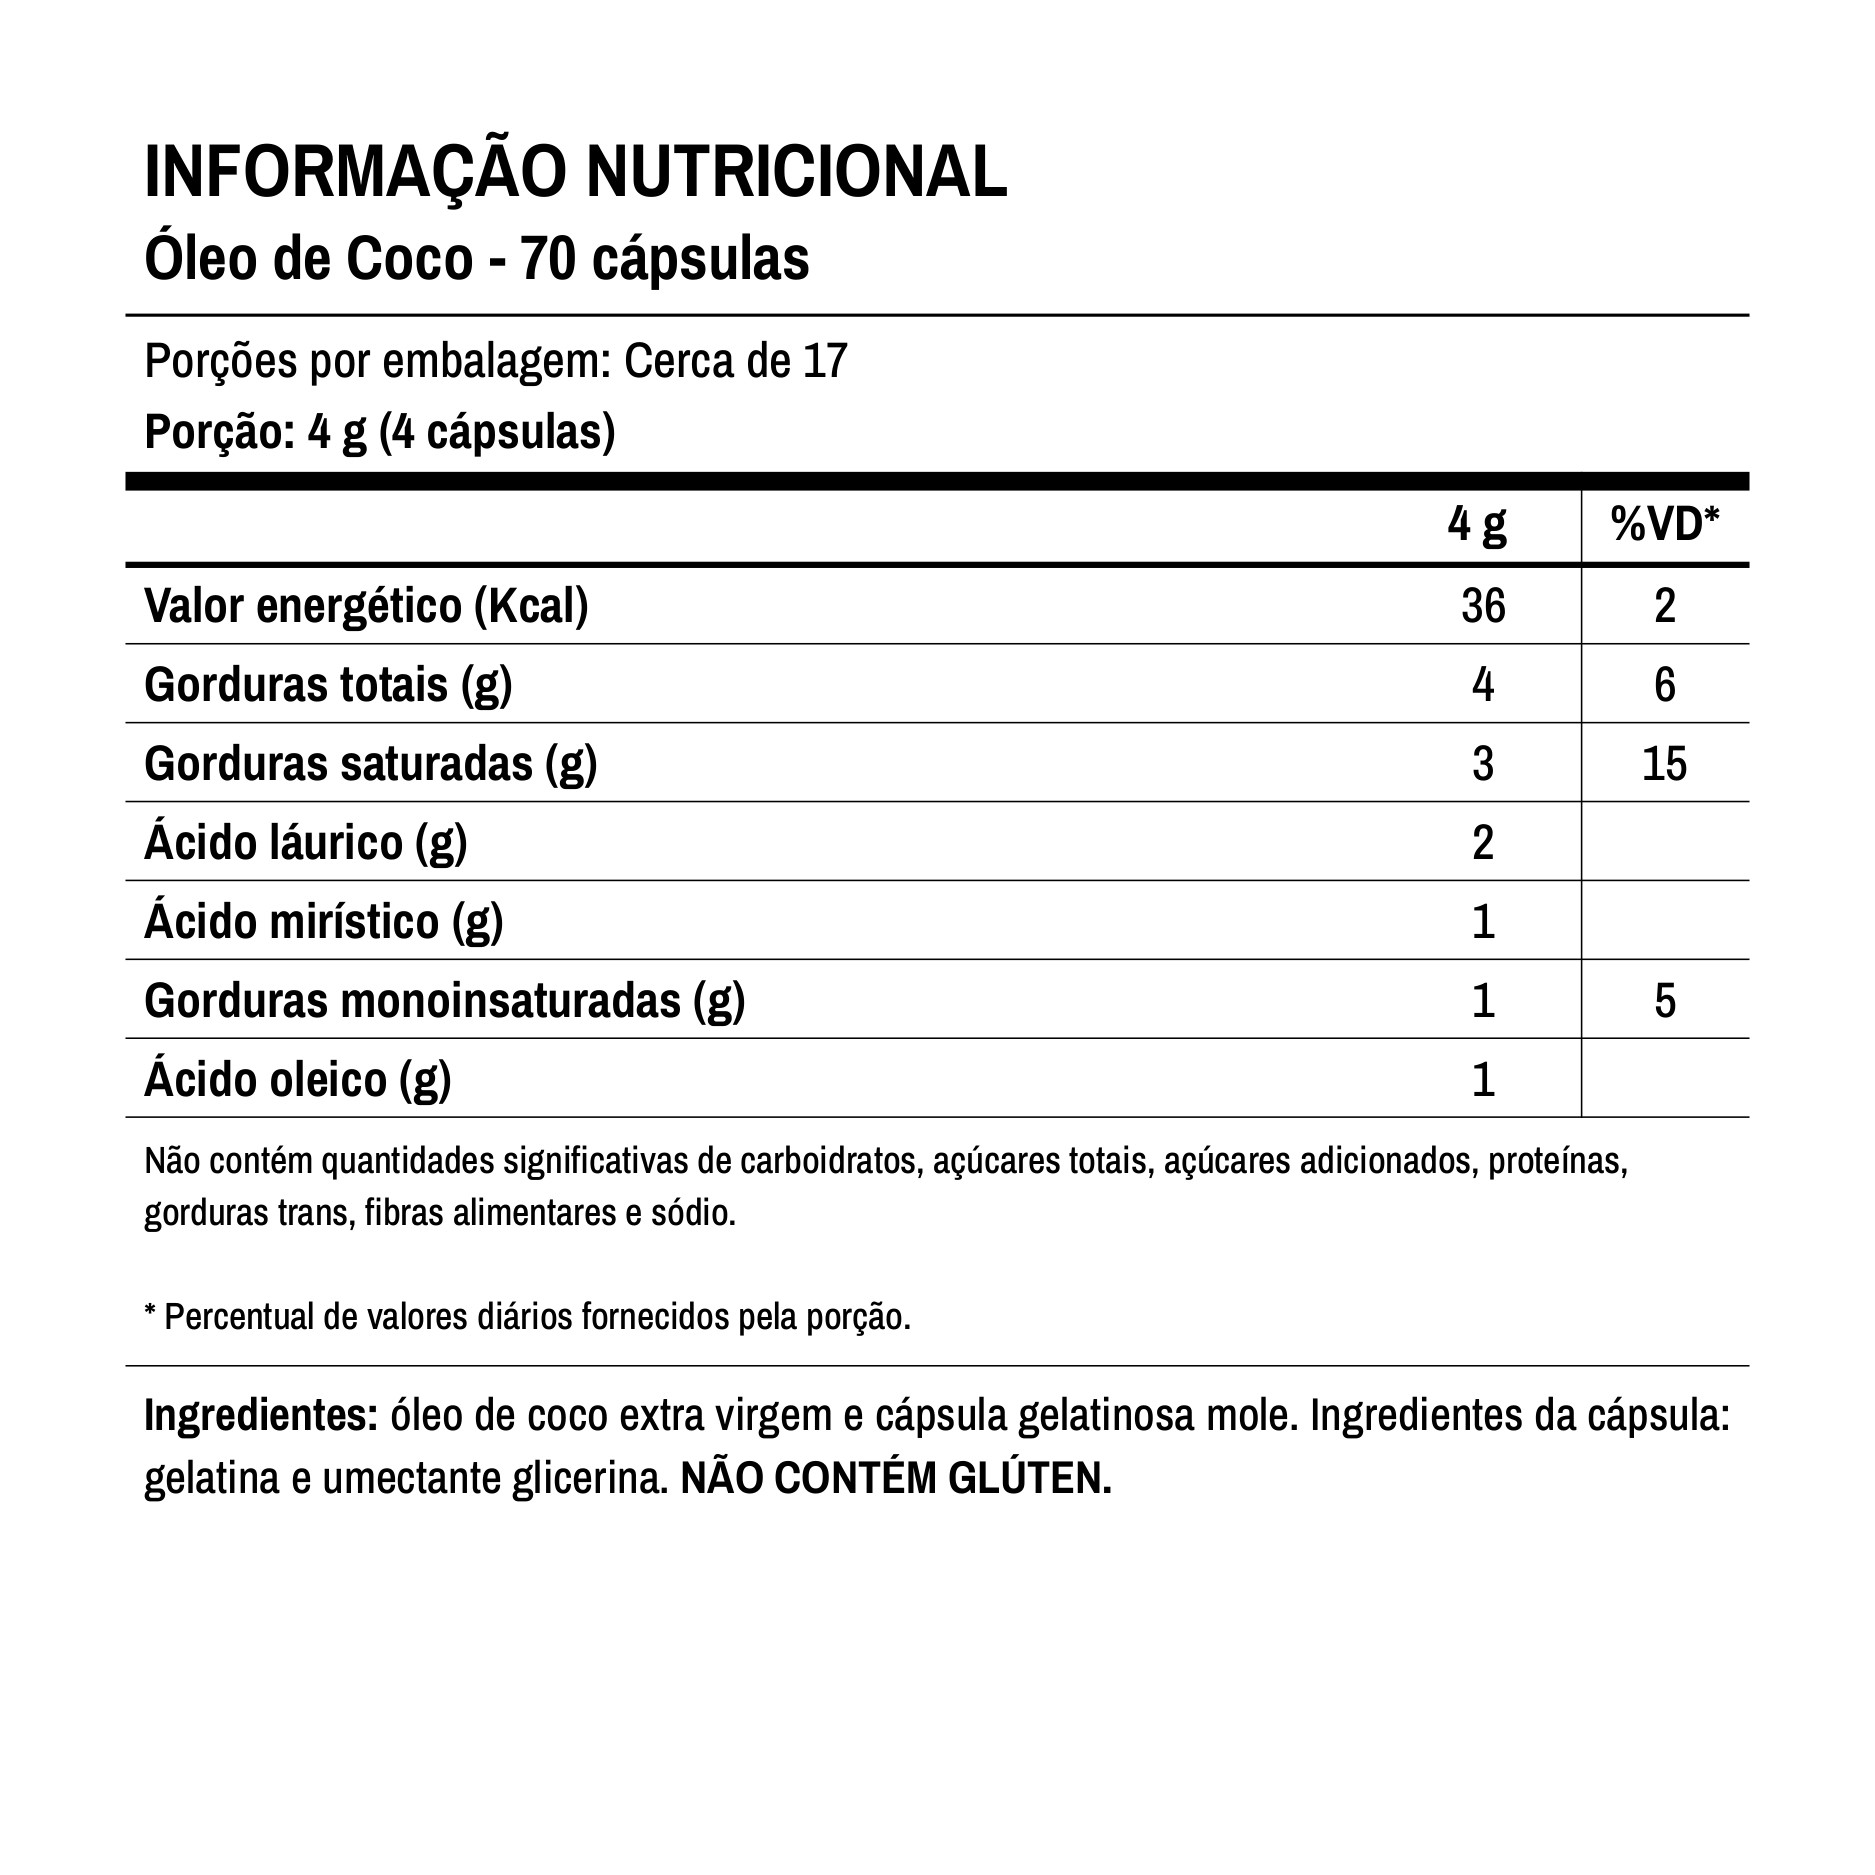 INFORMAÇÃO NUTRICIONAL
Óleo de Coco - 70 cápsulas
Porções por embalagem: Cerca de 17
Porção: 4 g (4 cápsulas)
4 g %VD*
Valor energético (Kcal) 36 2
Gorduras totais (g) 4 6
Gorduras saturadas (g) 3 15
Ácido láurico (g) 2
Ácido mirístico (g) 1
Gorduras monoinsaturadas (g) 1 5
Ácido oleico (g) 1
Não contém quantidades significativas de carboidratos, açúcares totais, açúcares adicionados, proteínas,
gorduras trans, fibras alimentares e sódio.
* Percentual de valores diários fornecidos pela porção.
Ingredientes: óleo de coco extra virgem e cápsula gelatinosa mole. Ingredientes da cápsula:
gelatina e umectante glicerina. NÃO CONTÉM GLÚTEN.